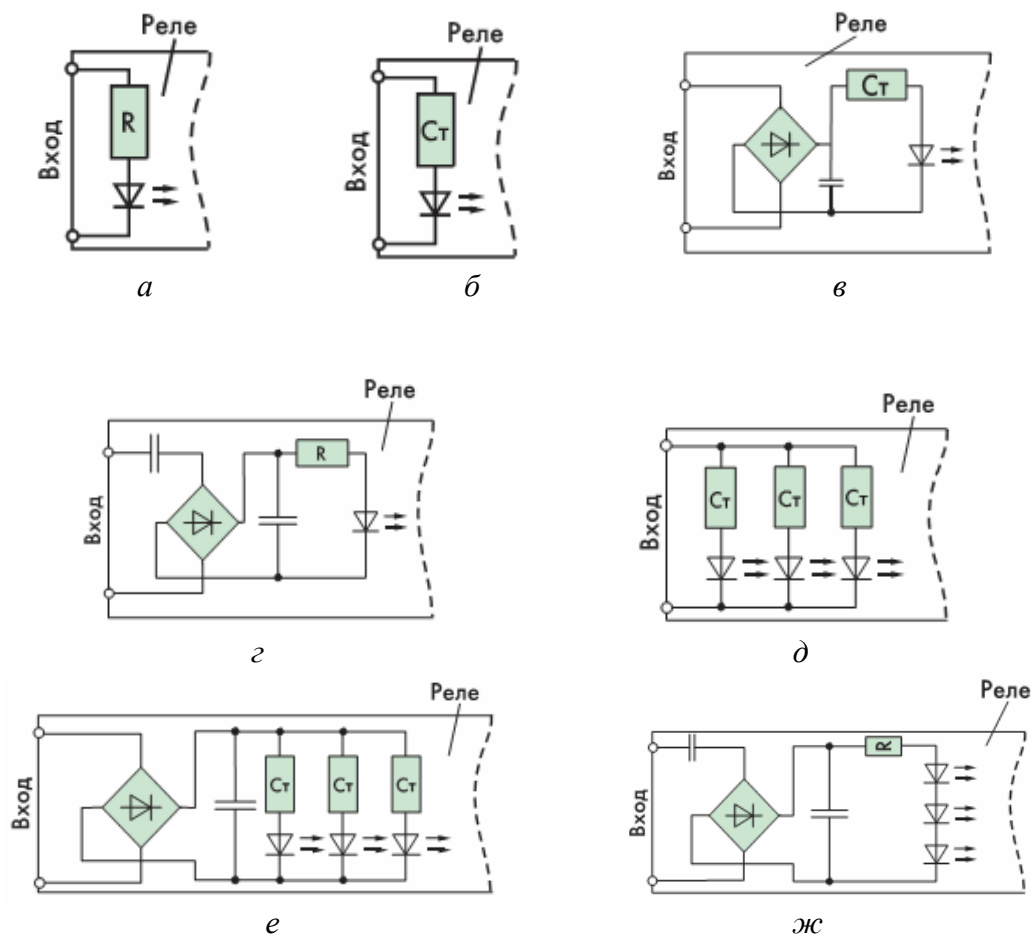 Реле
Вход
R
а
Реле
Вход
Ст
б
Реле
Вход
Ст
в
Реле
Вход
R
г
Реле
Вход
Ст Ст Ст
д
Реле
Вход
Ст Ст Ст
е
Реле
Вход
R
ж